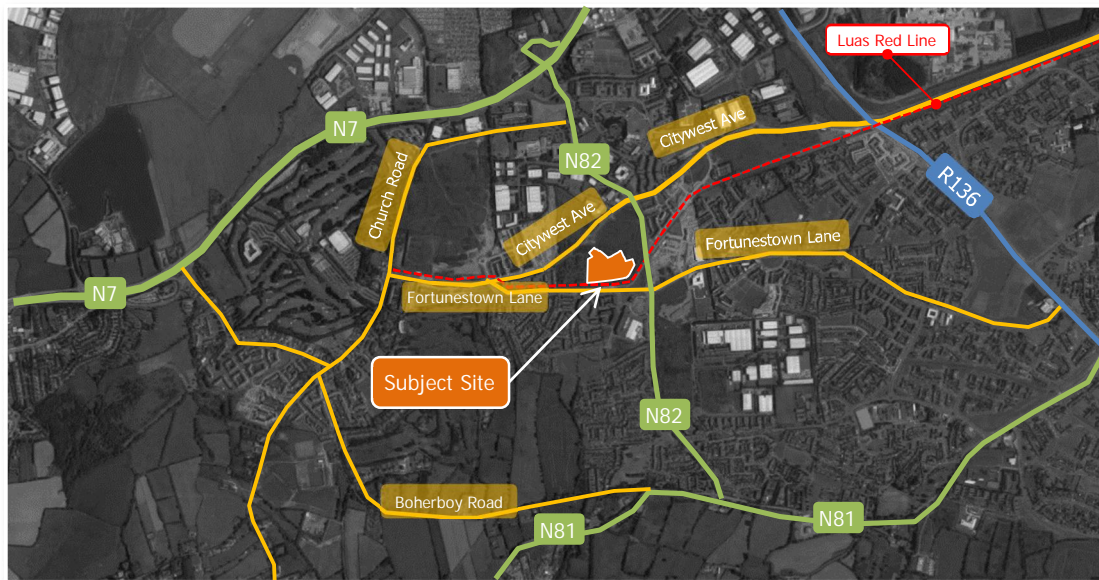 Luas Red Line
N7
Citywest Ave
N82
R136
Church Road
Citywest Ave
Fortunestown Lane
N7
Fortunestown Lane
Subject Site
N82
Boherboy Road
N81
N81